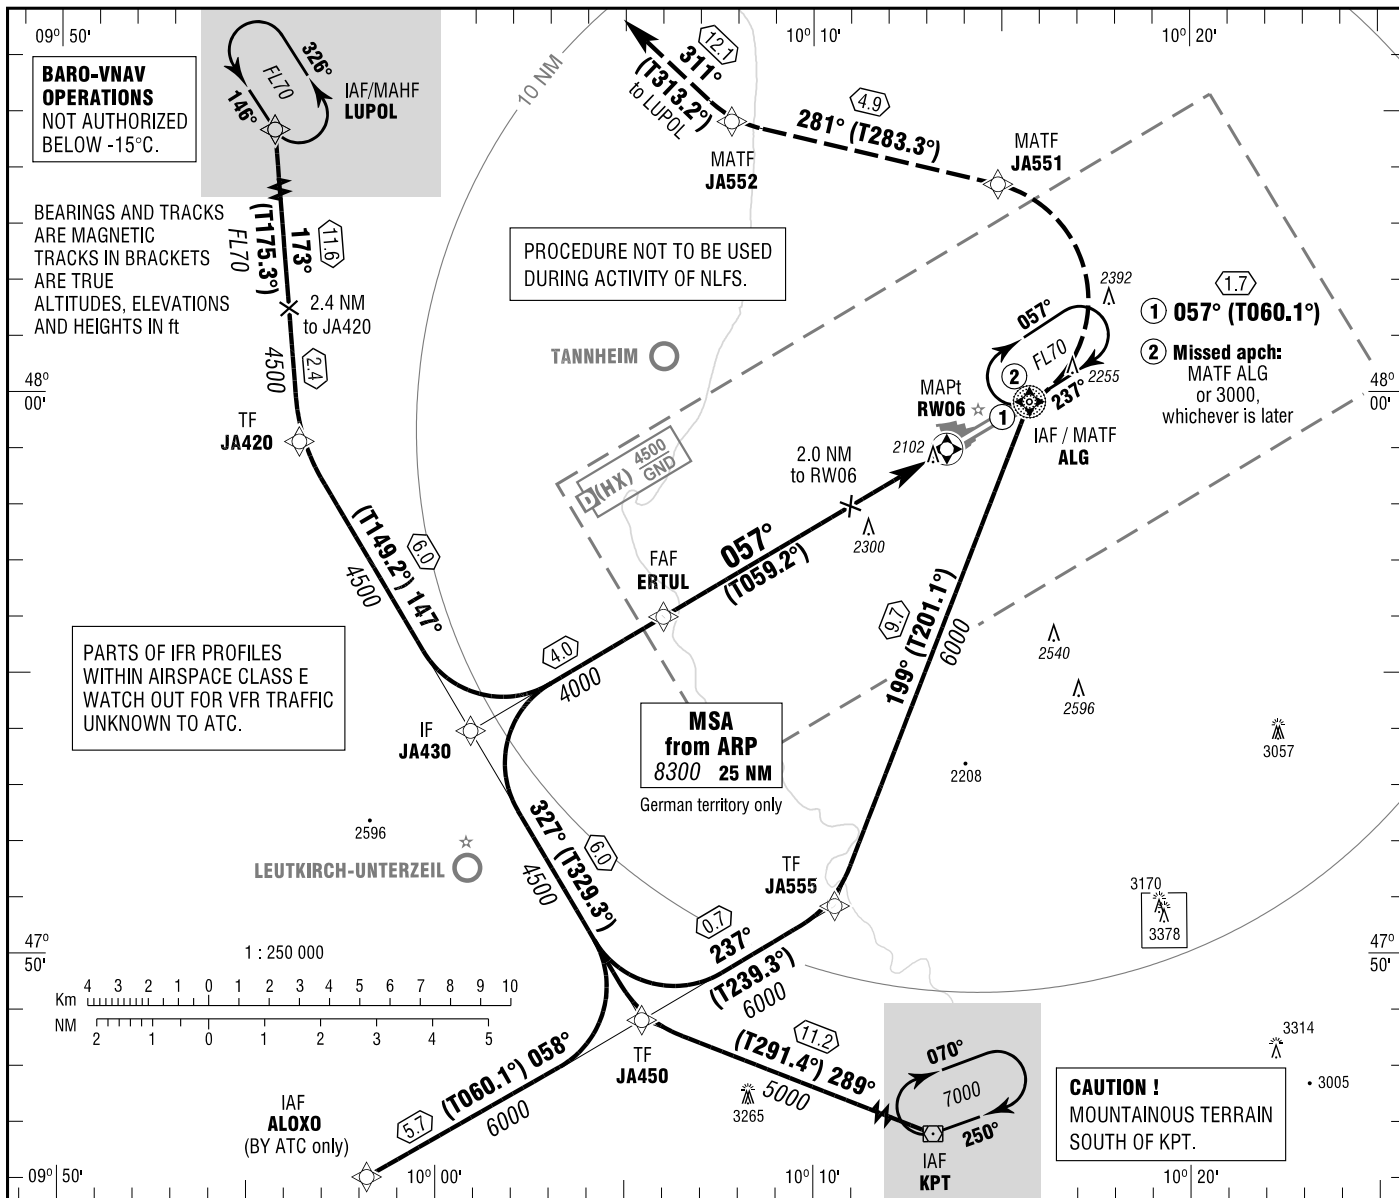 09° 50'
10° 10'
10° 20'
BARO-VNAV
OPERATIONS
NOT AUTHORIZED
BELOW -15°C.
326°
FL70
146°
IAF/MAHF
LUPOL
10 NM
12.1
311°
(T313.2°)
to LUPOL
4.9
281° (T283.3°)
MATF
JA552
MATF
JA551
BEARINGS AND TRACKS
ARE MAGNETIC
TRACKS IN BRACKETS
ARE TRUE
ALTITUDES, ELEVATIONS
AND HEIGHTS IN ft
(T175.3°)
FL70
173°
11.6
2.4 NM
to JA420
4500
2.4
PROCEDURE NOT TO BE USED
DURING ACTIVITY OF NLFS.
TANNHEIM
2392
1.7
1 057° (T060.1°)
2 Missed apch:
MATF ALG
or 3000,
whichever is later
057°
FL70
2255
237°
2
1
MAPt
RW06
2102
IAF / MATF
ALG
48°
00'
48°
00'
TF
JA420
2.0 NM
to RW06
2300
D(HX) 4500
GND
(T149.2°) 147°
4500
6.0
FAF
ERTUL
057°
(T059.2°)
4.0
4000
9.7
199° (T201.1°)
6000
2540
2596
3057
2208
PARTS OF IFR PROFILES
WITHIN AIRSPACE CLASS E
WATCH OUT FOR VFR TRAFFIC
UNKNOWN TO ATC.
IF
JA430
MSA
from ARP
8300 25 NM
German territory only
2596
LEUTKIRCH-UNTERZEIL
327° (T329.3°)
4500
6.0
TF
JA555
3170
3378
0.7
237°
(T239.3°)
6000
47°
50'
47°
50'
1 : 250 000
Km 4 3 2 1 0 1 2 3 4 5 6 7 8 9 10
NM 2 1 0 1 2 3 4 5
TF
JA450
11.2
(T291.4°) 289°
5000
3265
070°
7000
250°
IAF
KPT
3314
3005
CAUTION !
MOUNTAINOUS TERRAIN
SOUTH OF KPT.
IAF
ALOXO
(BY ATC only)
5.7
(T060.1°) 058°
6000
09° 50'
10° 00'
10° 10'
10° 20'